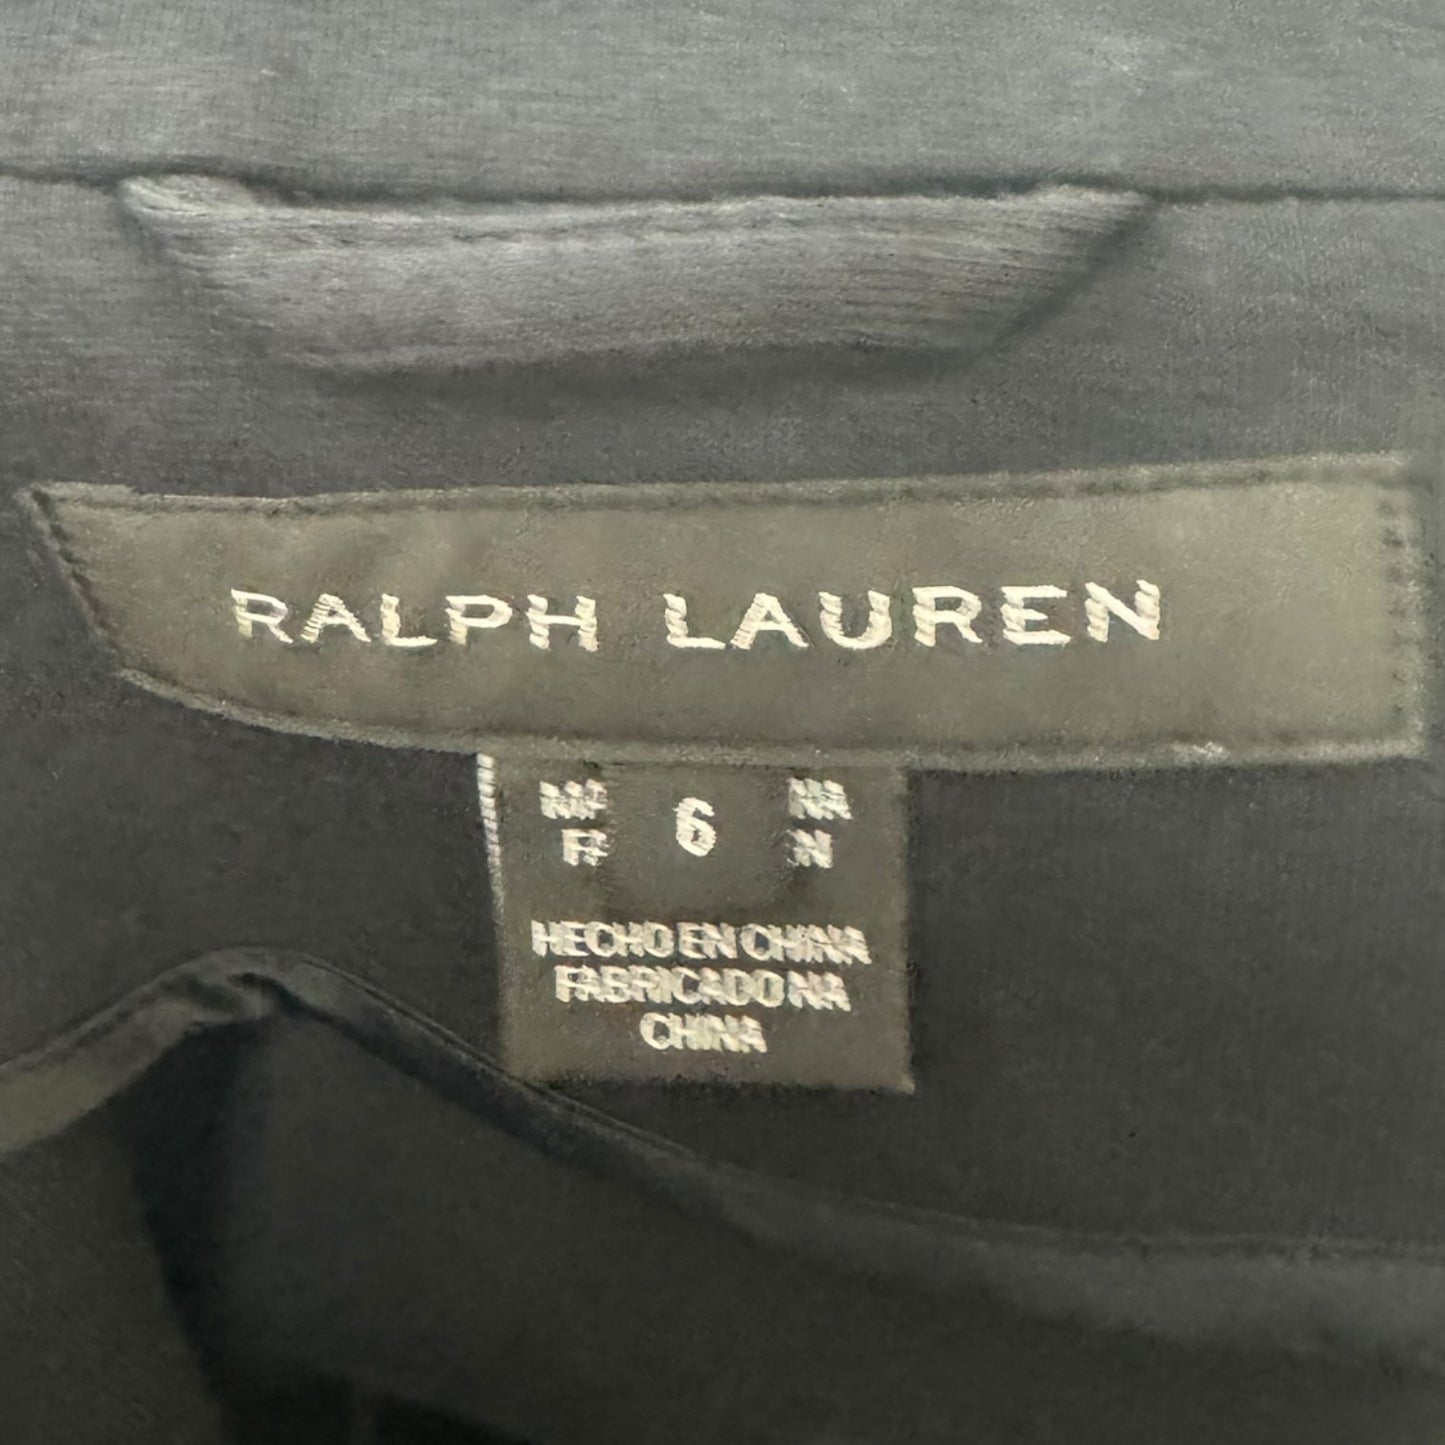 RALPH LAUREN
6
HECHO EN CHINA
FABRICADO NA
CHINA